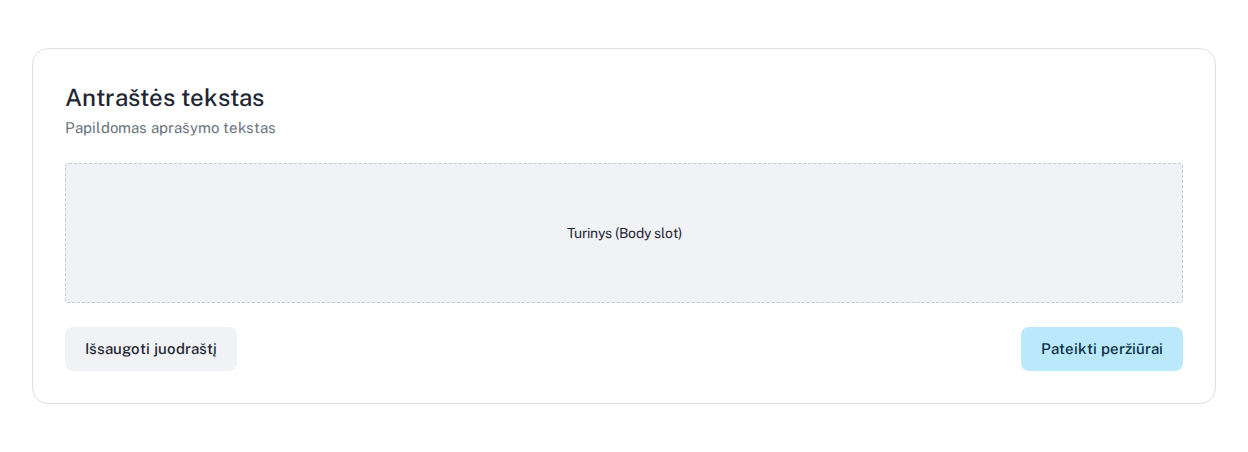 Antraštės tekstas
Papildomas aprašymo tekstas
Turinys (Body slot)
Išsaugoti juodraštį
Pateikti peržiūrai